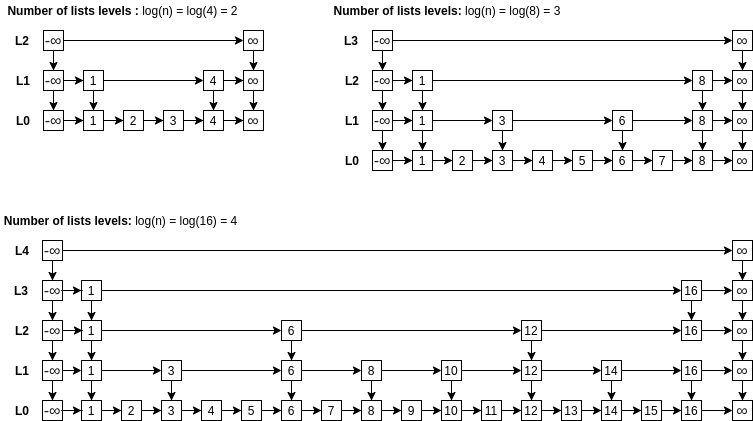 Number of lists levels : log(n) = log(4) = 2
L2 -∞ ∞
L1 -∞ 1 4 ∞
L0 -∞ 1 2 3 4 ∞
Number of lists levels: log(n) = log(8) = 3
L3 -∞ ∞
L2 -∞ 1 8 ∞
L1 -∞ 1 3 6 8 ∞
L0 -∞ 1 2 3 4 5 6 7 8 ∞
Number of lists levels: log(n) = log(16) = 4
L4 -∞ ∞
L3 -∞ 1 16 ∞
L2 -∞ 1 6 12 16 ∞
L1 -∞ 1 3 6 8 10 12 14 16 ∞
L0 -∞ 1 2 3 4 5 6 7 8 9 10 11 12 13 14 15 16 ∞